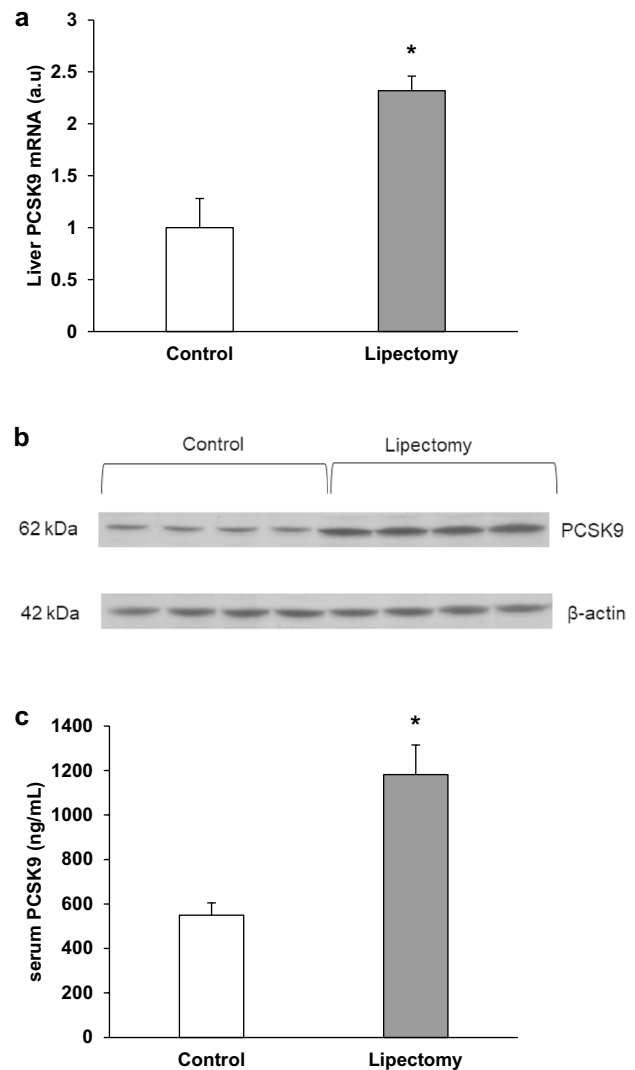 a
Liver PCSK9 mRNA (a.u)
3
2.5
2
1.5
1
0.5
0
*
Control
Lipectomy
b
Control
Lipectomy
62 kDa
PCSK9
42 kDa
β-actin
c
serum PCSK9 (ng/mL)
1400
1200
1000
800
600
400
200
0
*
Control
Lipectomy